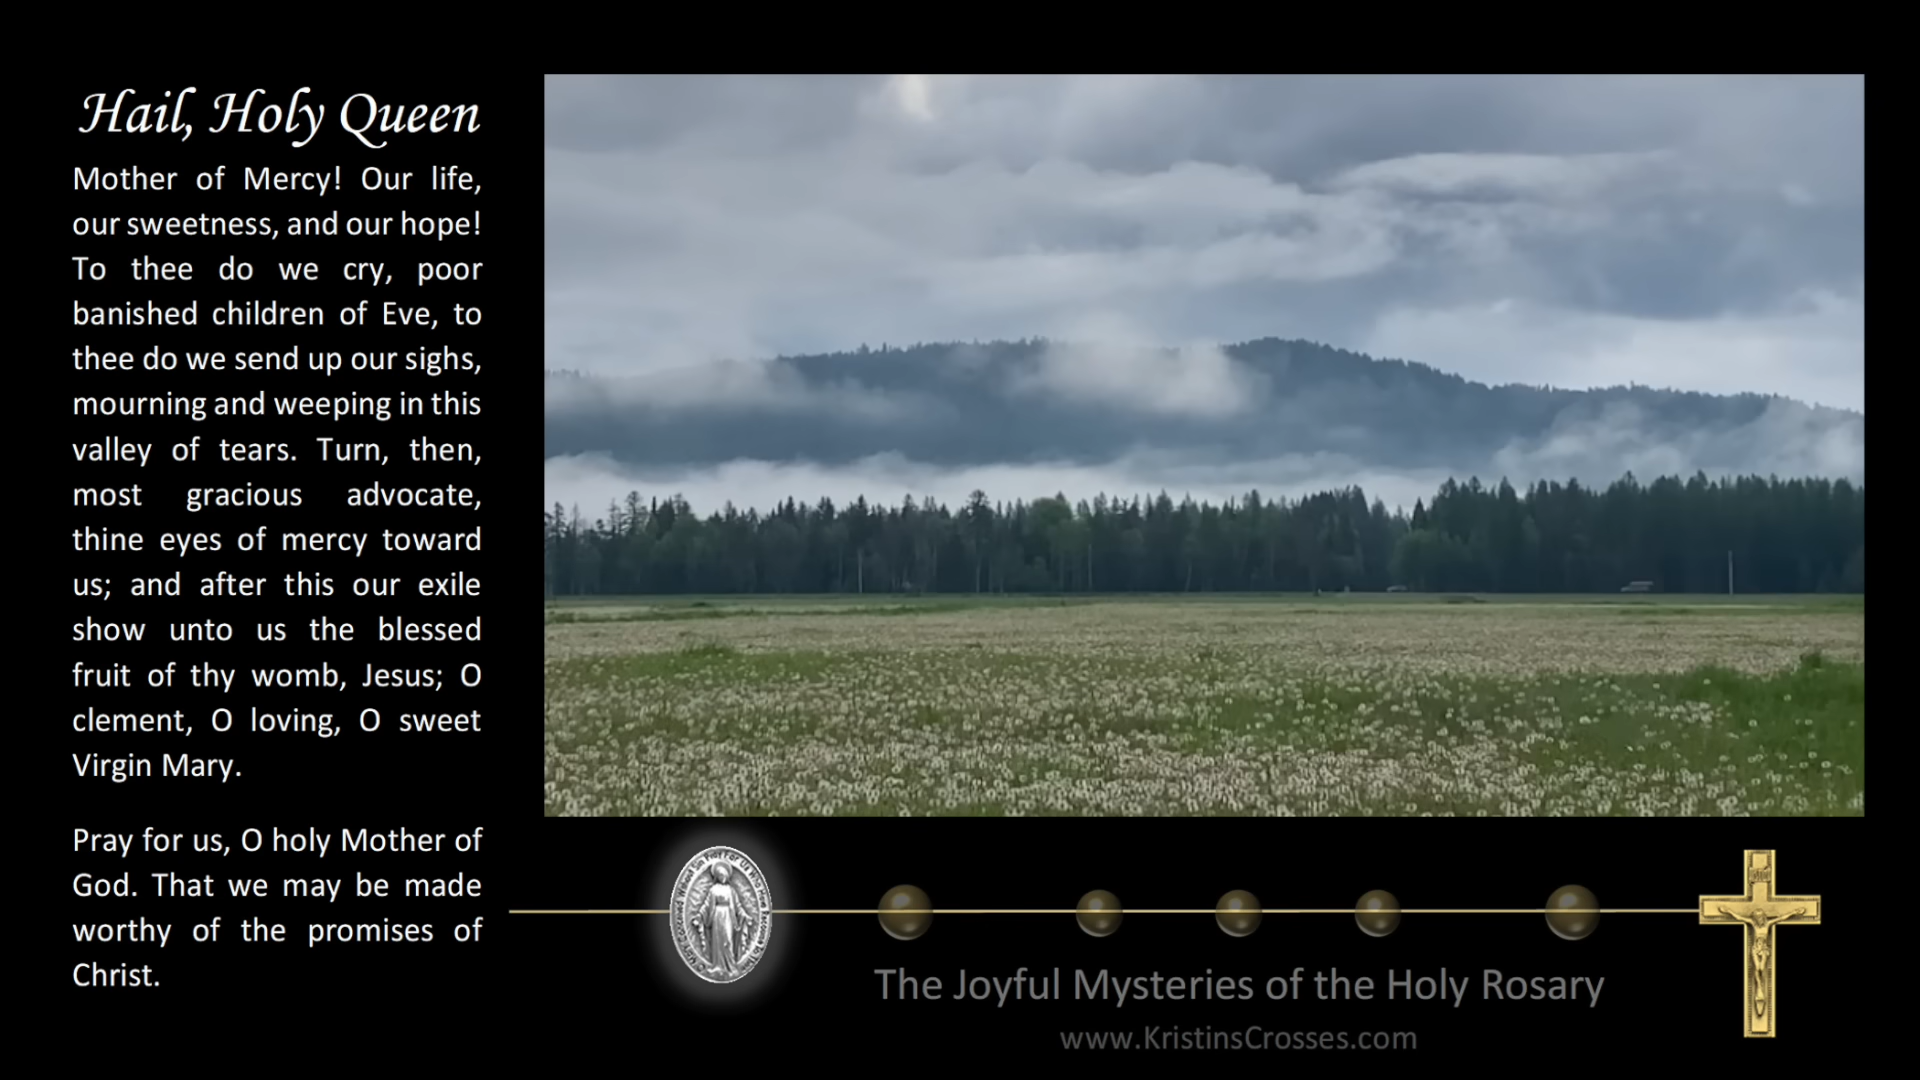 Hail, Holy Queen
Mother of Mercy! Our life,
our sweetness, and our hope!
To thee do we cry, poor
banished children of Eve, to
thee do we send up our sighs,
mourning and weeping in this
valley of tears. Turn, then,
most gracious advocate,
thine eyes of mercy toward
us; and after this our exile
show unto us the blessed
fruit of thy womb, Jesus; O
clement, O loving, O sweet
Virgin Mary.
Pray for us, O holy Mother of
God. That we may be made
worthy of the promises of
Christ.
The Joyful Mysteries of the Holy Rosary
www.KristinsCrosses.com